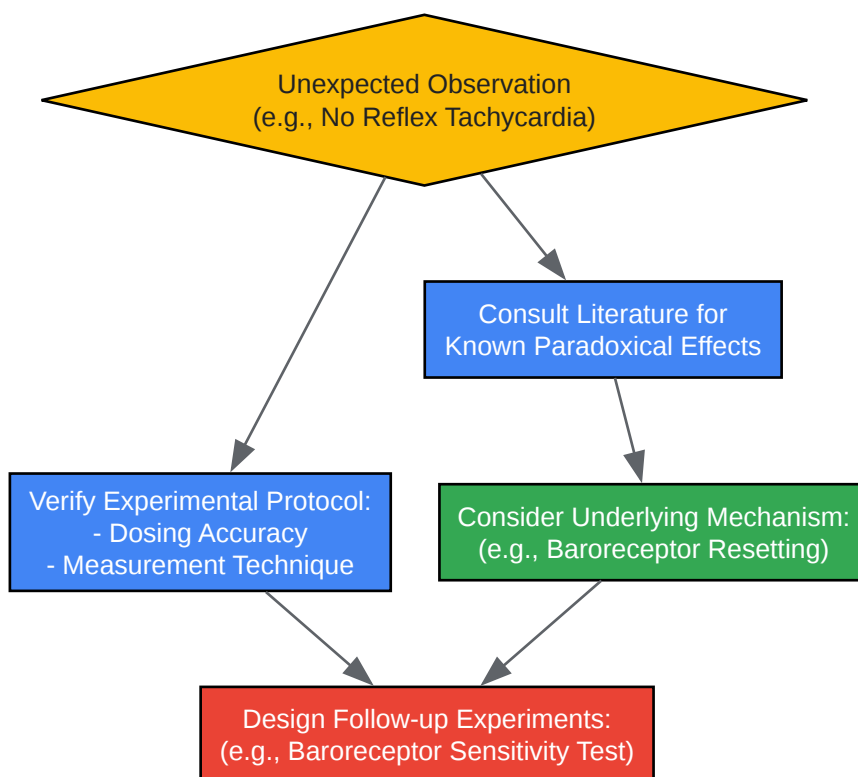 Unexpected Observation
(e.g., No Reflex Tachycardia)
Consult Literature for
Known Paradoxical Effects
Verify Experimental Protocol:
- Dosing Accuracy
- Measurement Technique
Consider Underlying Mechanism:
(e.g., Baroreceptor Resetting)
Design Follow-up Experiments:
(e.g., Baroreceptor Sensitivity Test)